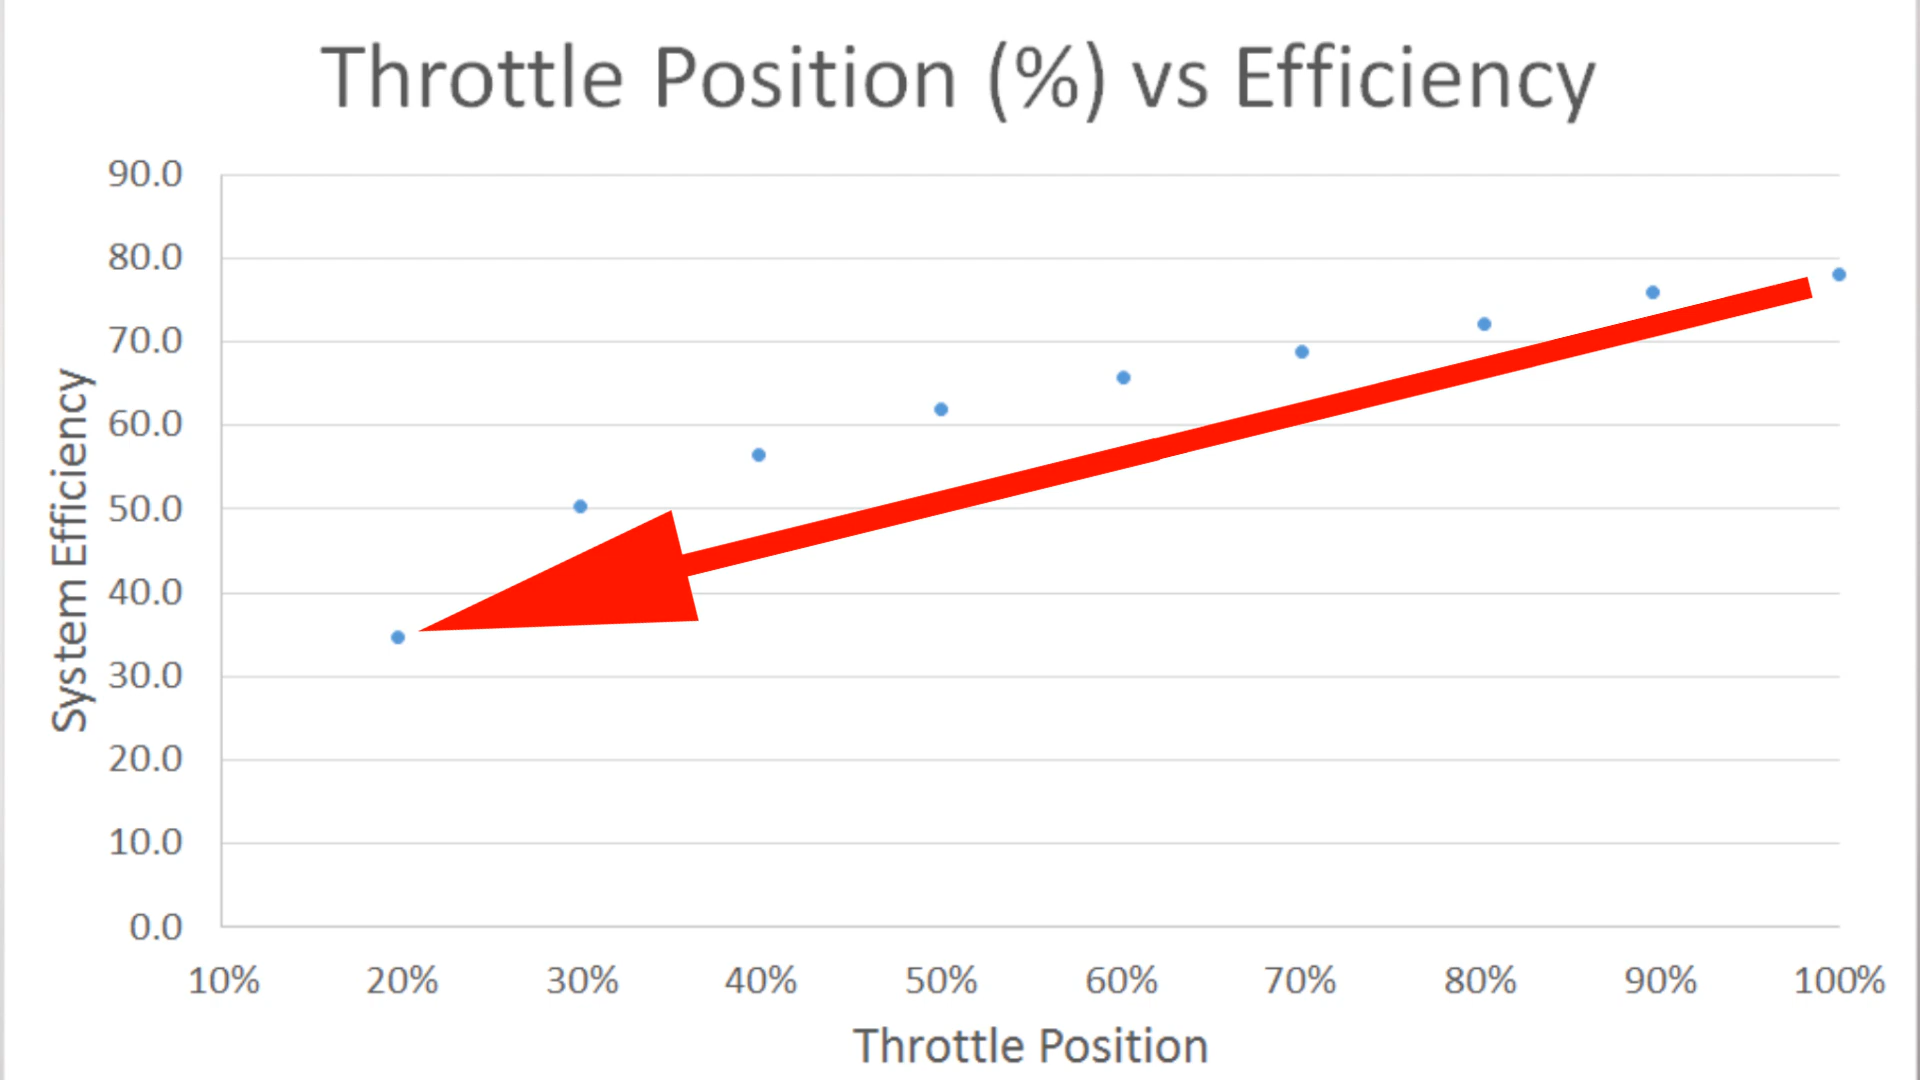 Throttle Position (%) vs Efficiency
90.0
80.0
70.0
60.0
50.0
40.0
30.0
20.0
10.0
0.0
System Efficiency
10% 20% 30% 40% 50% 60% 70% 80% 90% 100%
Throttle Position